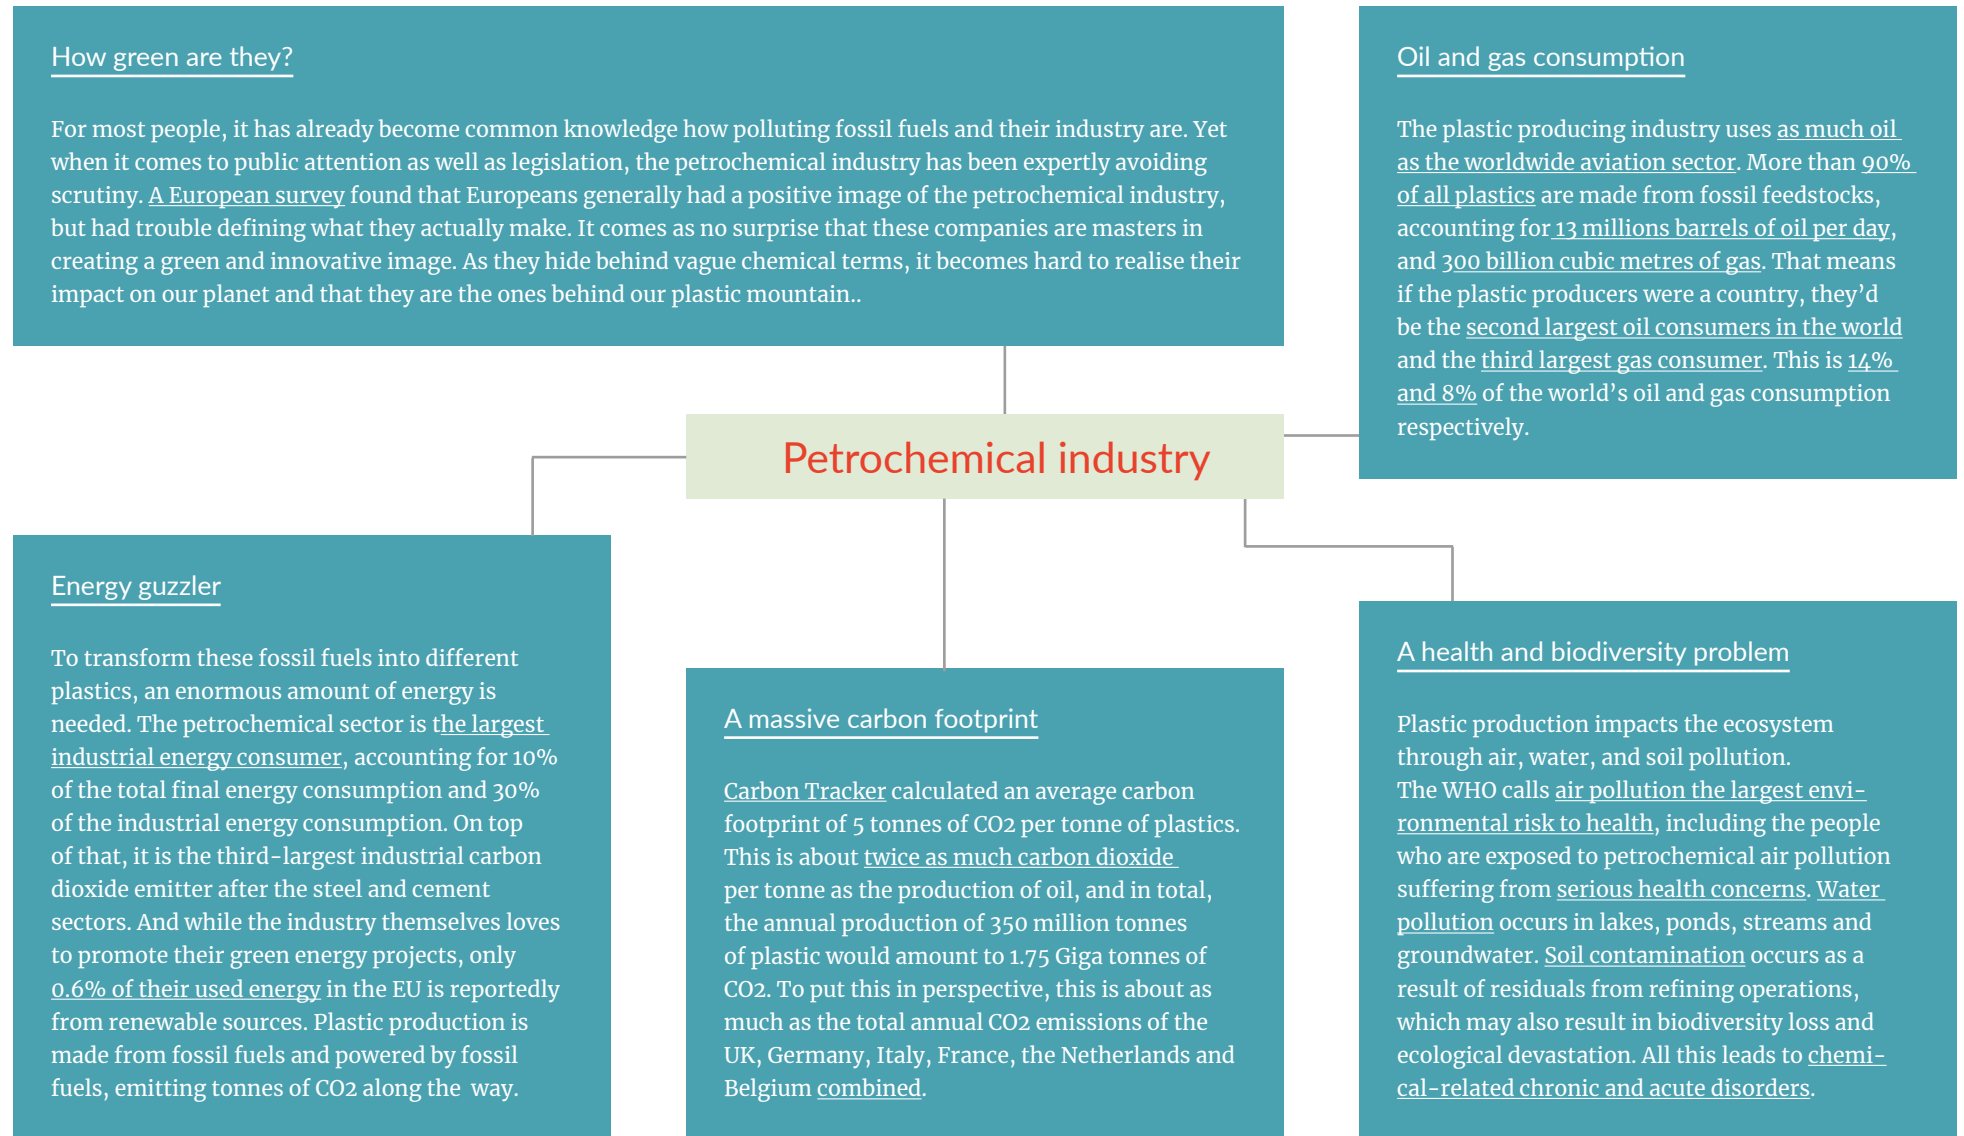 How green are they?
For most people, it has already become common knowledge how polluting fossil fuels and their industry are. Yet
when it comes to public attention as well as legislation, the petrochemical industry has been expertly avoiding
scrutiny. A European survey found that Europeans generally had a positive image of the petrochemical industry,
but had trouble defining what they actually make. It comes as no surprise that these companies are masters in
creating a green and innovative image. As they hide behind vague chemical terms, it becomes hard to realise their
impact on our planet and that they are the ones behind our plastic mountain..
Oil and gas consumption
The plastic producing industry uses as much oil
as the worldwide aviation sector. More than 90%
of all plastics are made from fossil feedstocks,
accounting for 13 millions barrels of oil per day,
and 300 billion cubic metres of gas. That means
if the plastic producers were a country, they’d
be the second largest oil consumers in the world
and the third largest gas consumer. This is 14%
and 8% of the world’s oil and gas consumption
respectively.
Petrochemical industry
Energy guzzler
To transform these fossil fuels into different
plastics, an enormous amount of energy is
needed. The petrochemical sector is the largest
industrial energy consumer, accounting for 10%
of the total final energy consumption and 30%
of the industrial energy consumption. On top
of that, it is the third-largest industrial carbon
dioxide emitter after the steel and cement
sectors. And while the industry themselves loves
to promote their green energy projects, only
0.6% of their used energy in the EU is reportedly
from renewable sources. Plastic production is
made from fossil fuels and powered by fossil
fuels, emitting tonnes of CO2 along the  way.
A massive carbon footprint
Carbon Tracker calculated an average carbon
footprint of 5 tonnes of CO2 per tonne of plastics.
This is about twice as much carbon dioxide
per tonne as the production of oil, and in total,
the annual production of 350 million tonnes
of plastic would amount to 1.75 Giga tonnes of
CO2. To put this in perspective, this is about as
much as the total annual CO2 emissions of the
UK, Germany, Italy, France, the Netherlands and
Belgium combined.
A health and biodiversity problem
Plastic production impacts the ecosystem
through air, water, and soil pollution.
The WHO calls air pollution the largest envi-
ronmental risk to health, including the people
who are exposed to petrochemical air pollution
suffering from serious health concerns. Water
pollution occurs in lakes, ponds, streams and
groundwater. Soil contamination occurs as a
result of residuals from refining operations,
which may also result in biodiversity loss and
ecological devastation. All this leads to chemi-
cal-related chronic and acute disorders.